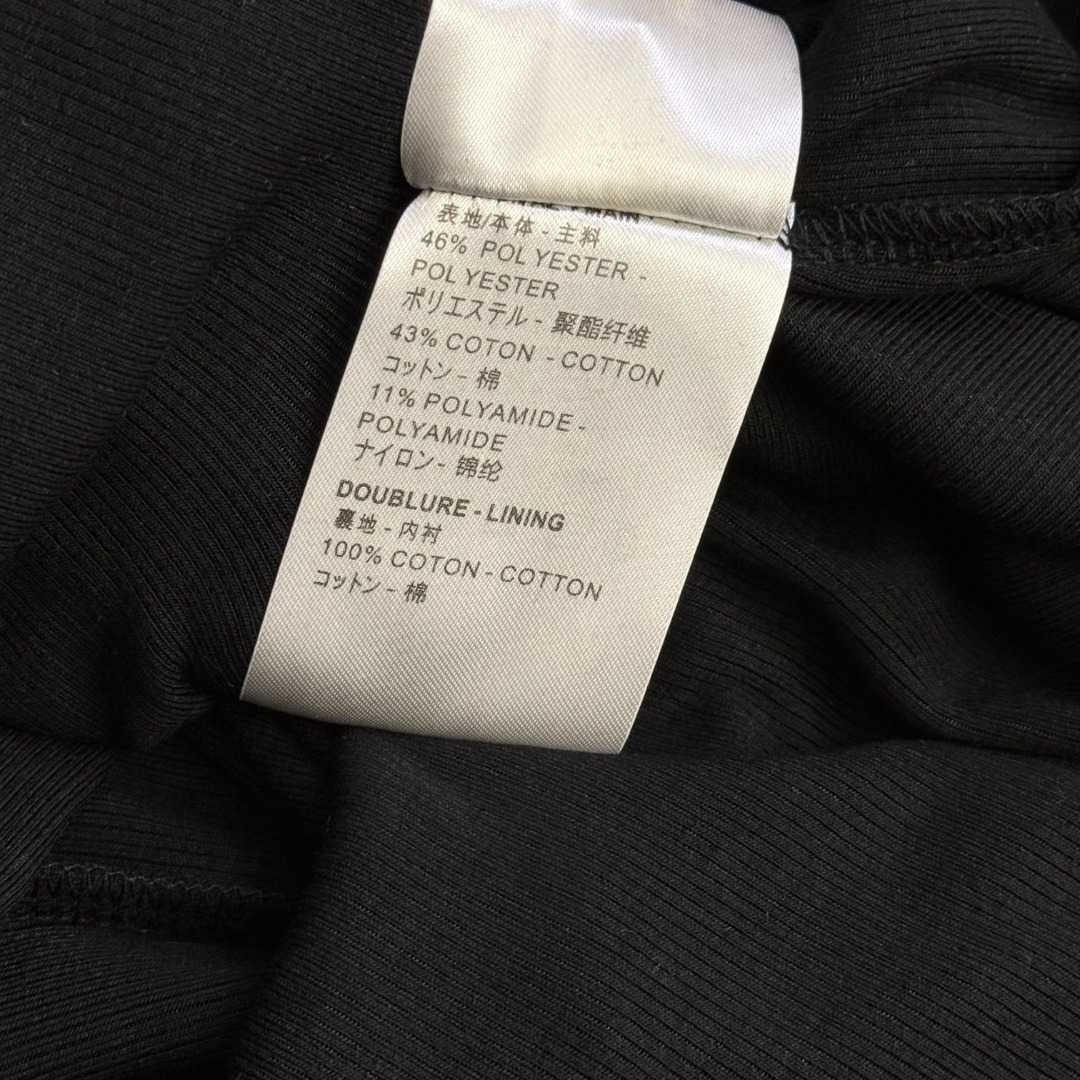 表地/本体 - 主料
46% POLYESTER -
POLYESTER
ポリエステル - 聚酯纤维
43% COTON - COTTON
コットン - 棉
11% POLYAMIDE -
POLYAMIDE
ナイロン - 锦纶
DOUBLURE - LINING
裏地 - 内衬
100% COTON - COTTON
コットン - 棉